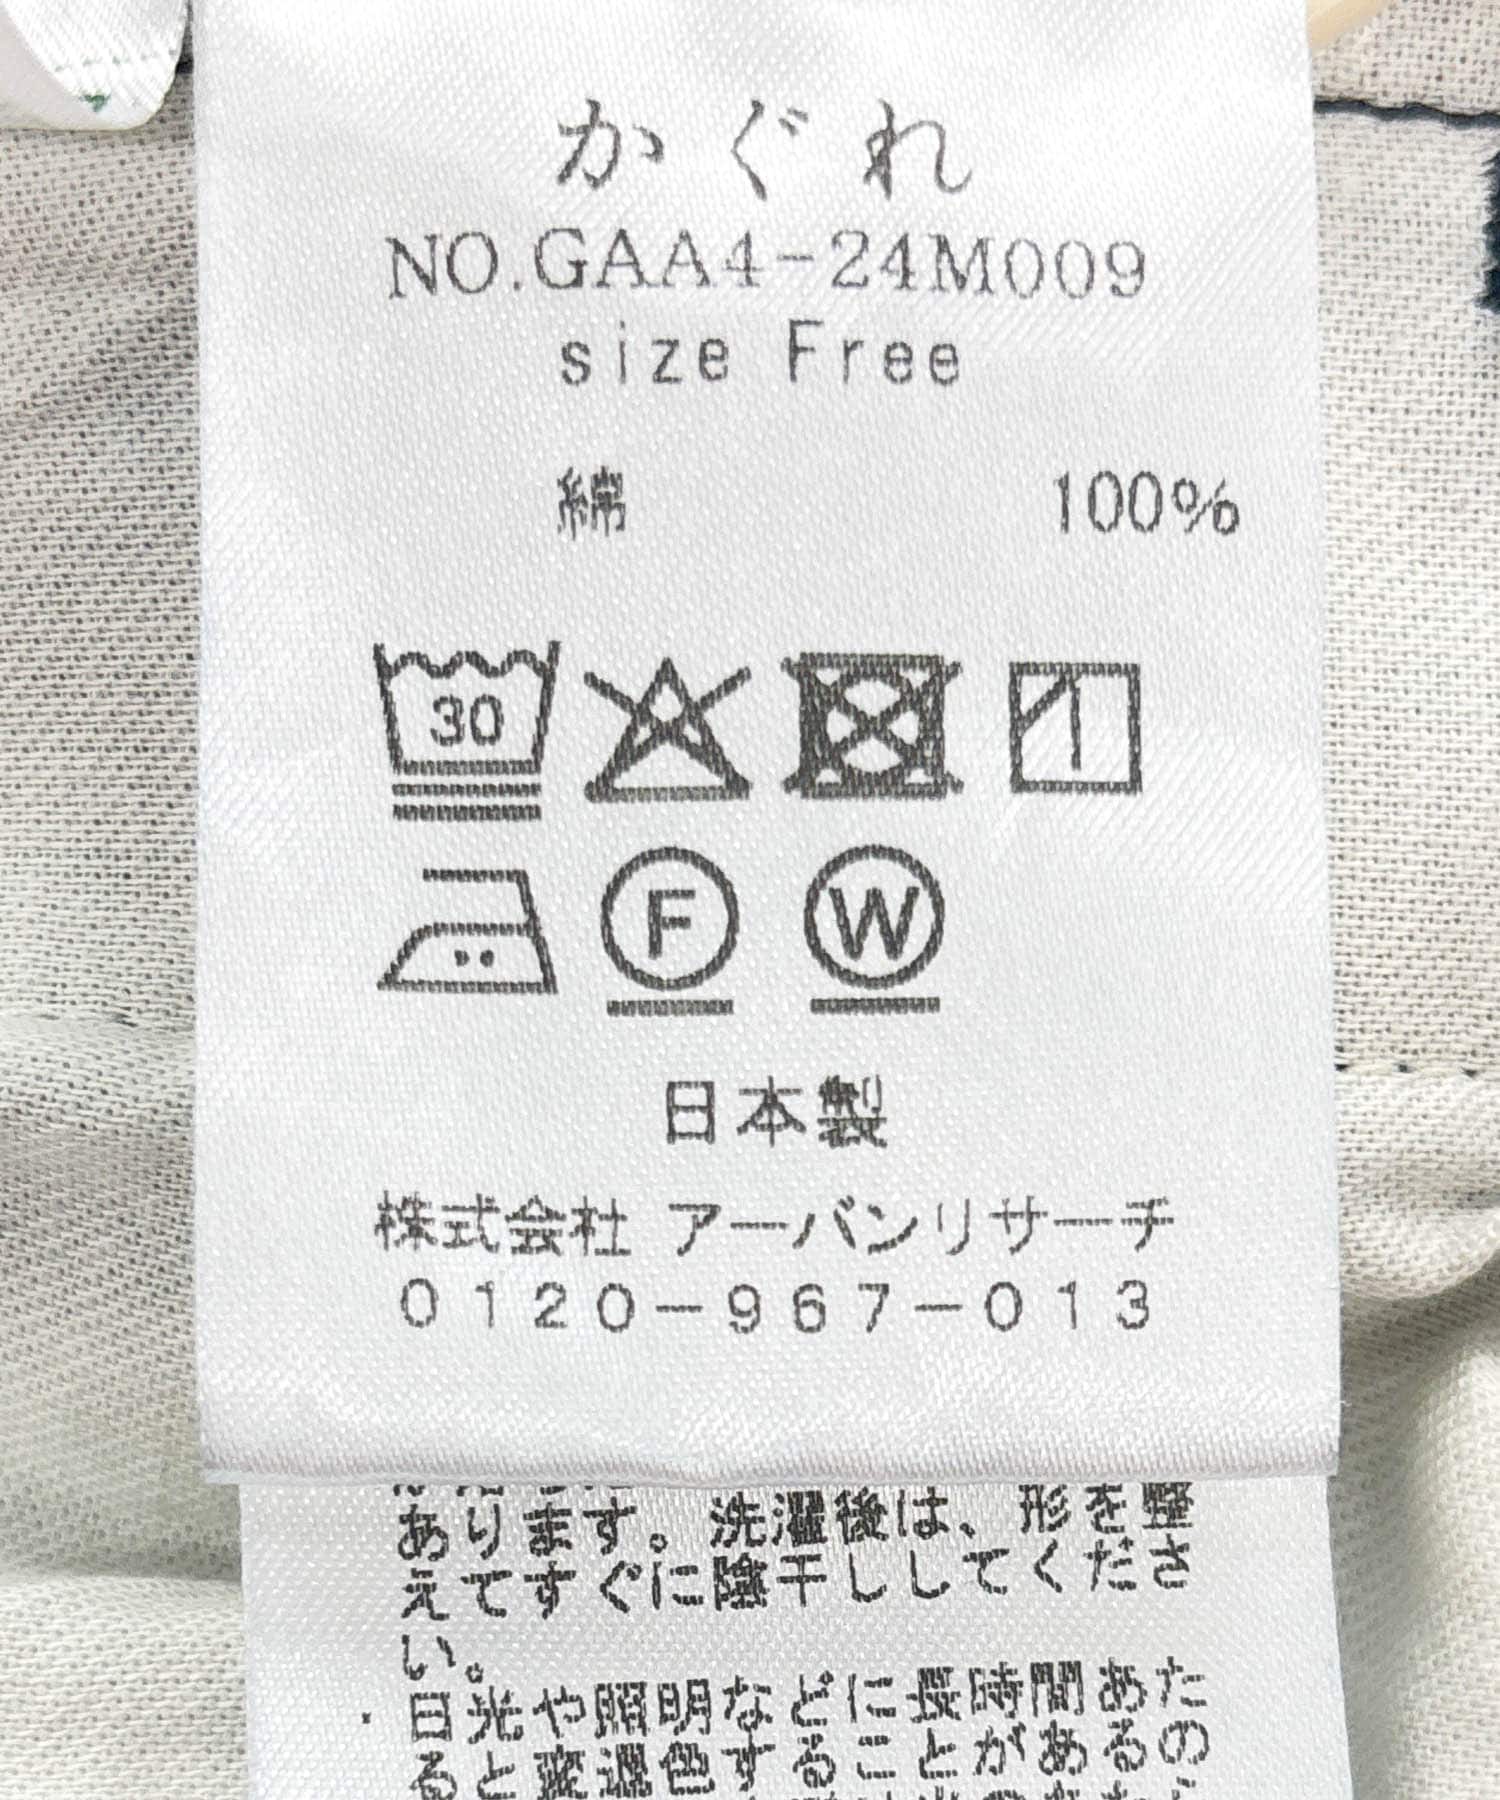 かぐれ
NO.GAA4-24M009
size Free
綿 100%
30
F W
日本製
株式会社 アーバンリサーチ
0120-967-013
あります。洗濯後は、形を整
えてすぐに陰干ししてくださ
い。
・日光や照明などに長時間あた
ると変退色することがあるの